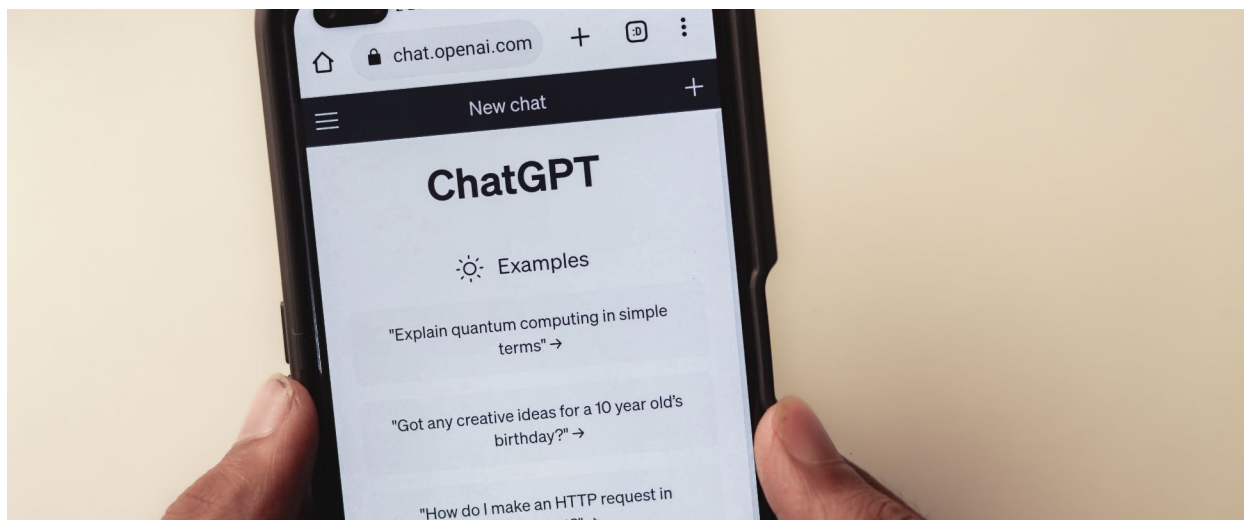 chat.openai.com
:D
New chat
ChatGPT
Examples
"Explain quantum computing in simple
terms" →
"Got any creative ideas for a 10 year old's
birthday?" →
"How do I make an HTTP request in